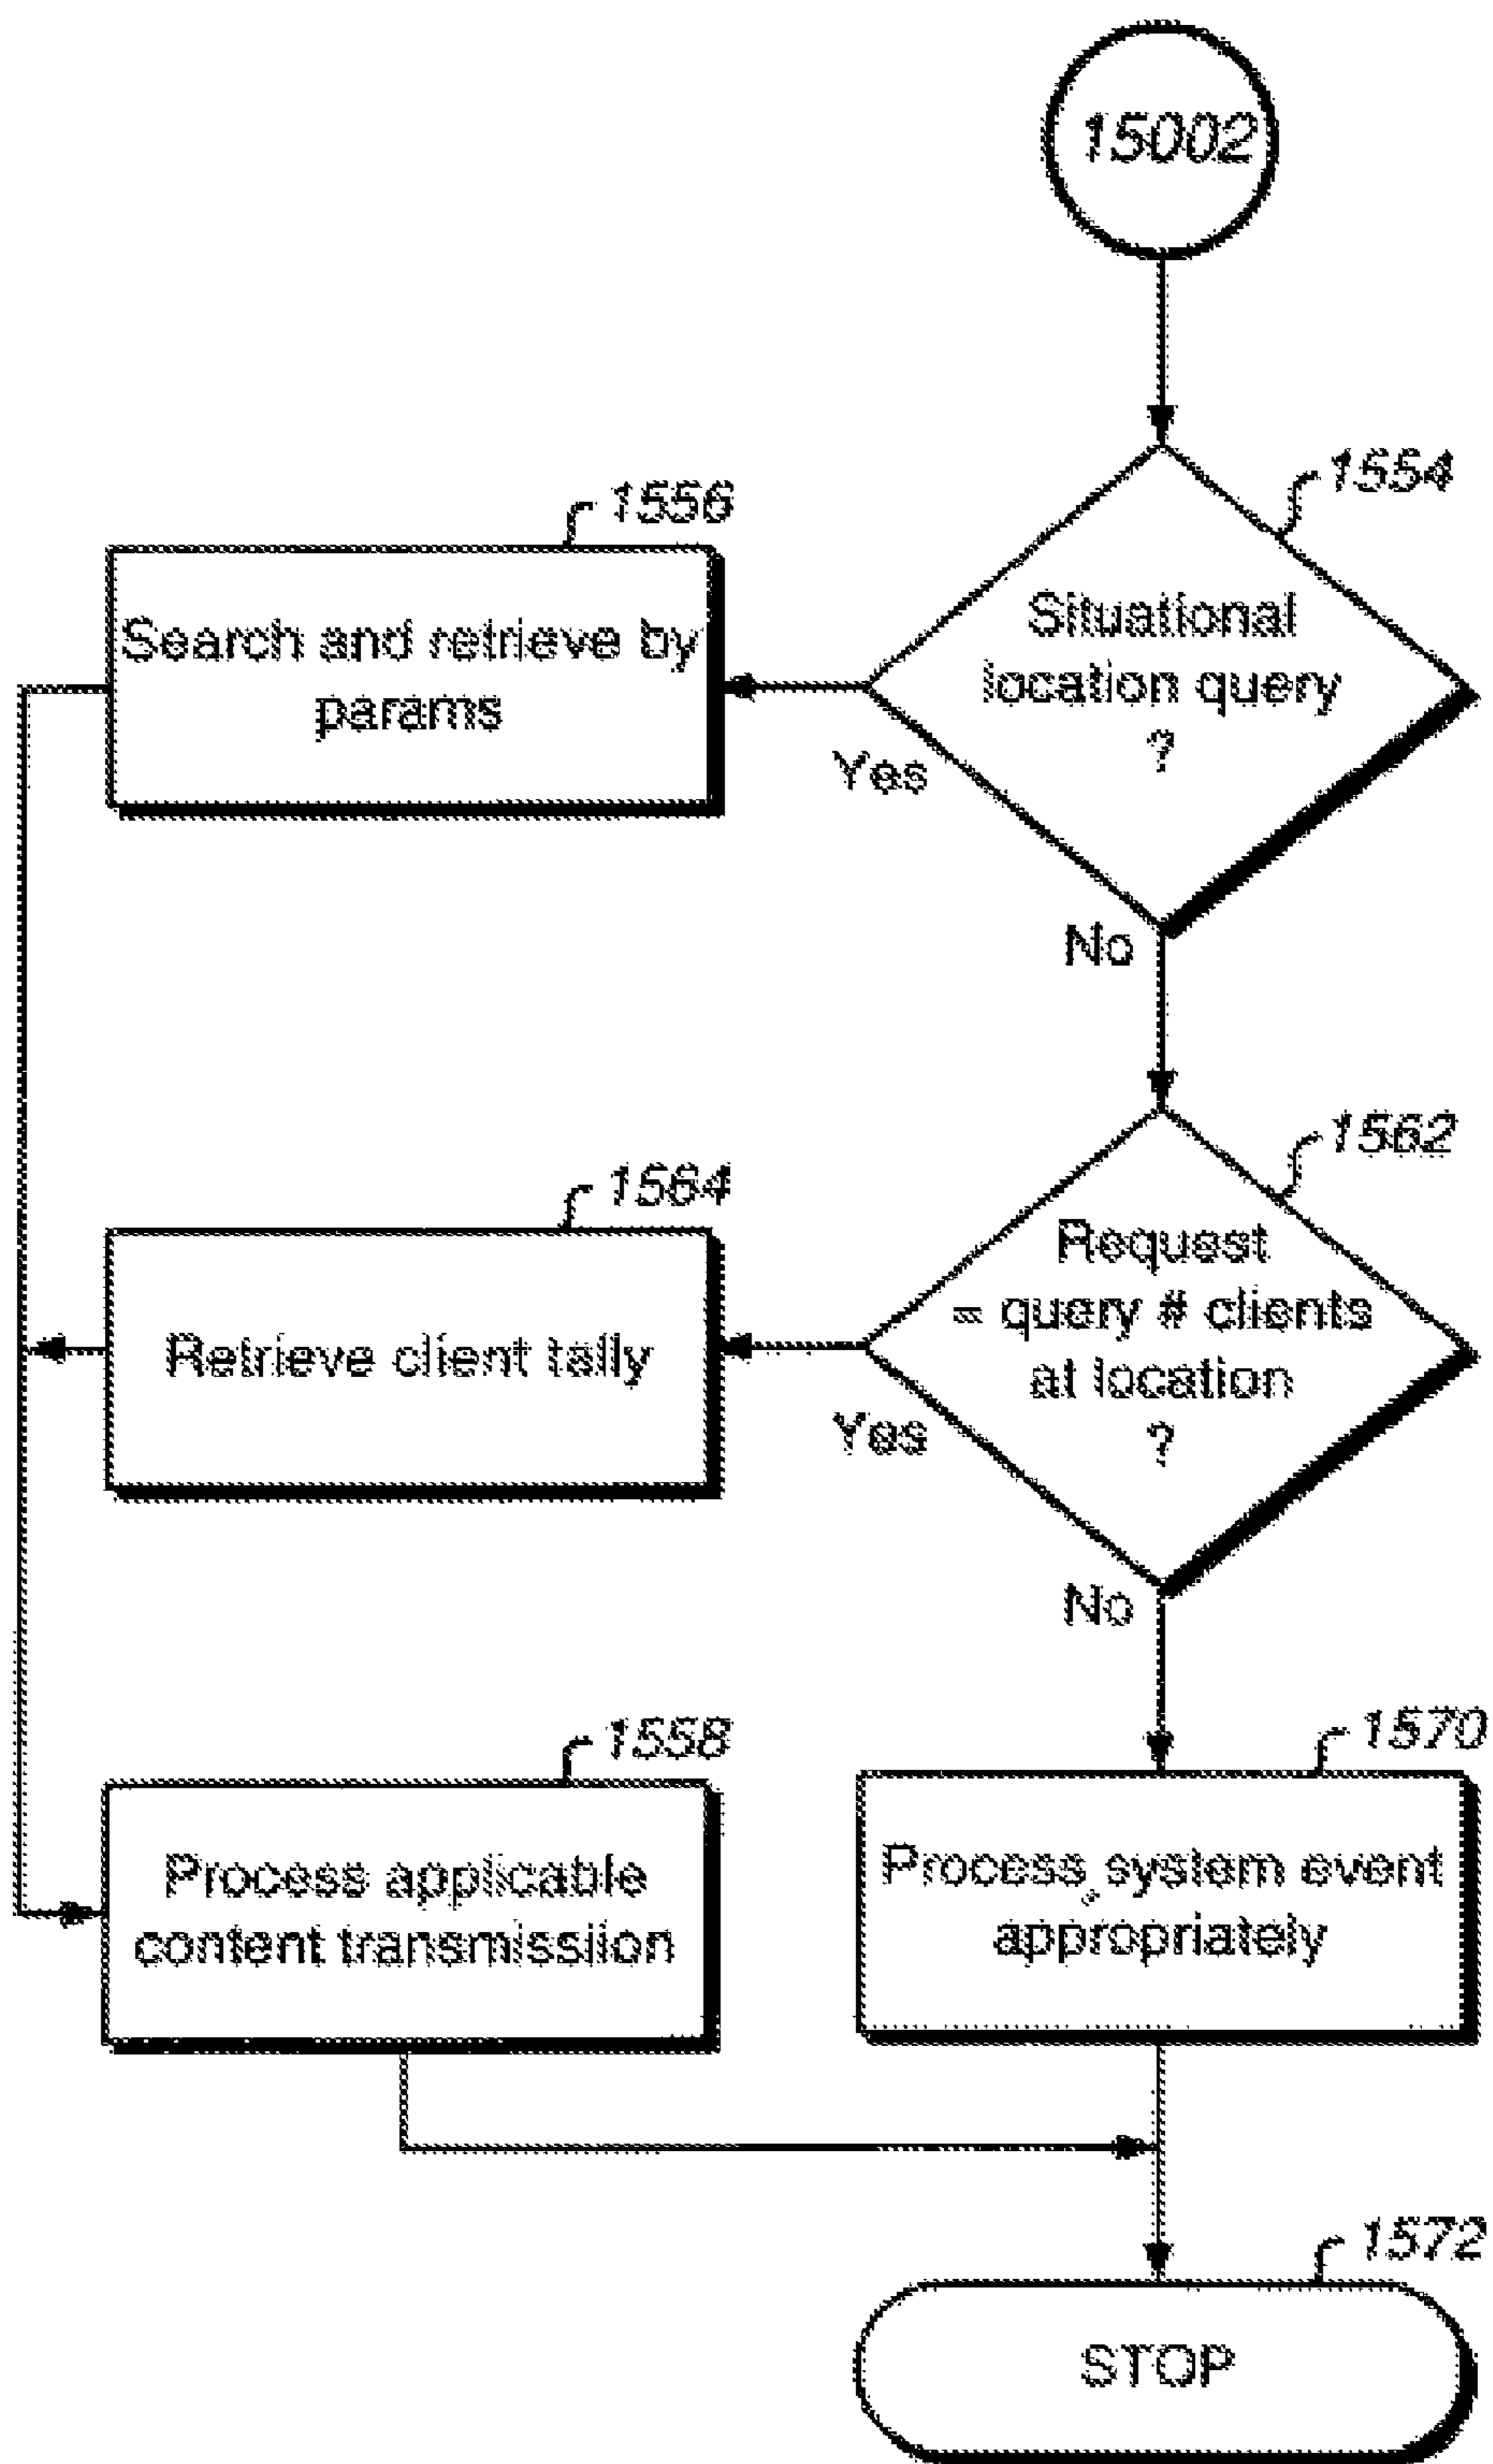 15002
1554
Situational
location query
?
Yes
No
1556
Search and retrieve by
params
1562
Request
= query # clients
at location
?
Yes
No
1564
Retrieve client tally
1558
Process applicable
content transmission
1570
Process system event
appropriately
1572
STOP